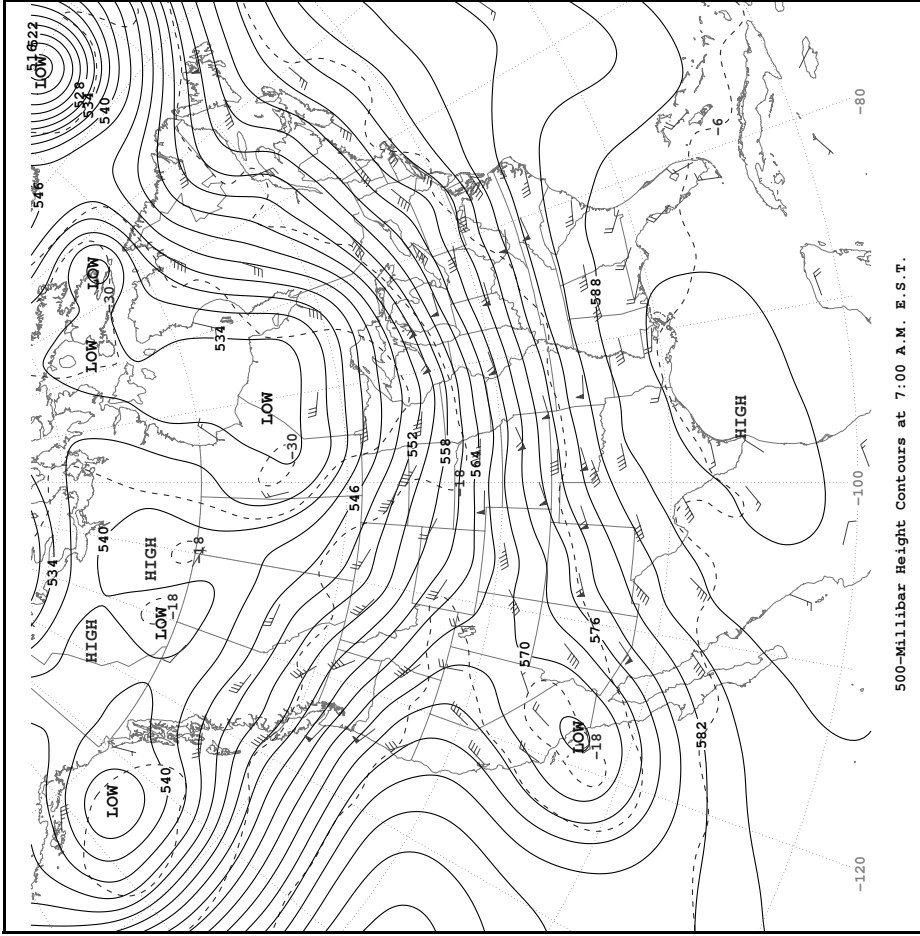 516
522
LOW
528
534
540
546
LOW
-30
LOW
534
LOW
-30
552
558
564
-18
546
534
540
HIGH
-18
LOW
-18
HIGH
LOW
540
570
576
LOW
-18
582
588
HIGH
-6
-80
-100
-120
500-Millibar Height Contours at 7:00 A.M. E.S.T.